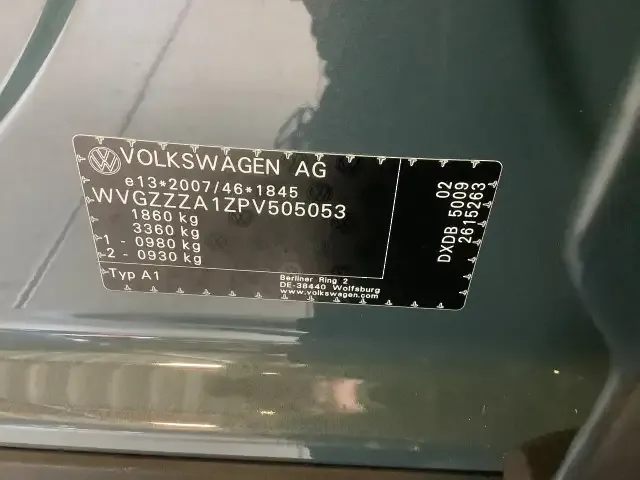 VOLKSWAGEN AG
e13*2007/46*1845
WVGZZZA1ZPV505053
1860 kg
3360 kg
1 - 0980 kg
2 - 0930 kg
Typ A1
Berliner Ring 2
DE-38440 Wolfsburg
www.volkswagen.com
02
DXDB 5009
2615263